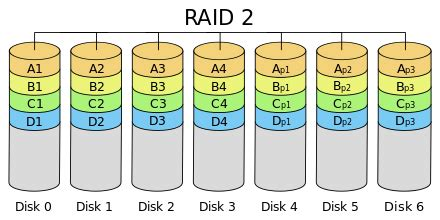 RAID 2
A1 A2 A3 A4 Ap1 Ap2 Ap3
B1 B2 B3 B4 Bp1 Bp2 Bp3
C1 C2 C3 C4 Cp1 Cp2 Cp3
D1 D2 D3 D4 Dp1 Dp2 Dp3
Disk 0 Disk 1 Disk 2 Disk 3 Disk 4 Disk 5 Disk 6